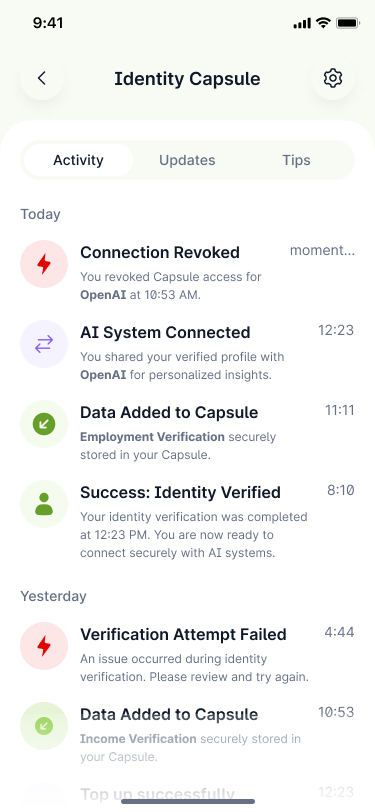 9:41
Identity Capsule
Activity Updates Tips
Today
Connection Revoked moment...
You revoked Capsule access for
OpenAI at 10:53 AM.
AI System Connected 12:23
You shared your verified profile with
OpenAI for personalized insights.
Data Added to Capsule 11:11
Employment Verification securely
stored in your Capsule.
Success: Identity Verified 8:10
Your identity verification was completed
at 12:23 PM. You are now ready to
connect securely with AI systems.
Yesterday
Verification Attempt Failed 4:44
An issue occurred during identity
verification. Please review and try again.
Data Added to Capsule 10:53
Income Verification securely stored in
your Capsule.
Top up successfully 12:23